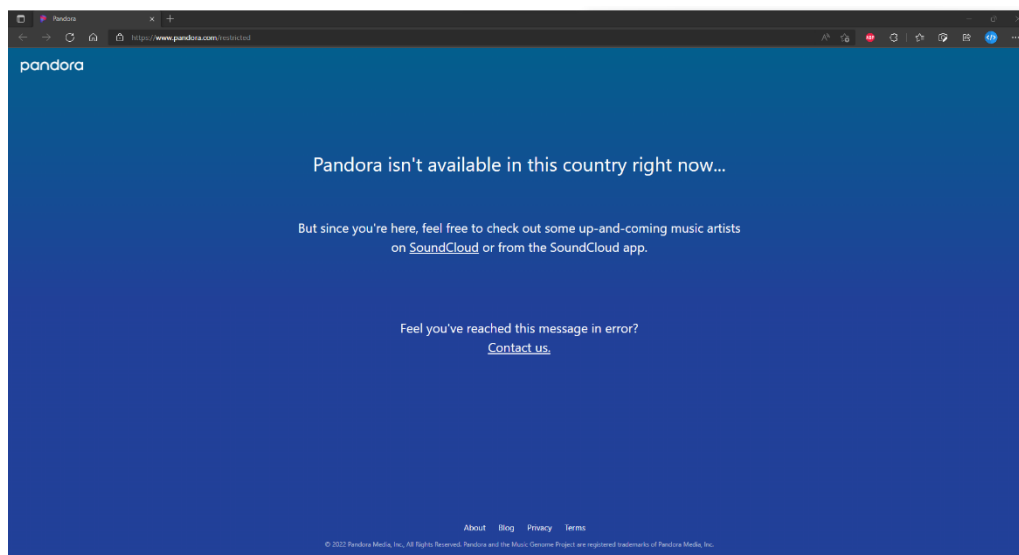 Pandora
https://www.pandora.com/restricted
pandora
Pandora isn't available in this country right now...
But since you're here, feel free to check out some up-and-coming music artists
on SoundCloud or from the SoundCloud app.
Feel you've reached this message in error?
Contact us.
About Blog Privacy Terms
© 2022 Pandora Media, Inc., All Rights Reserved. Pandora and the Music Genome Project are registered trademarks of Pandora Media, Inc.